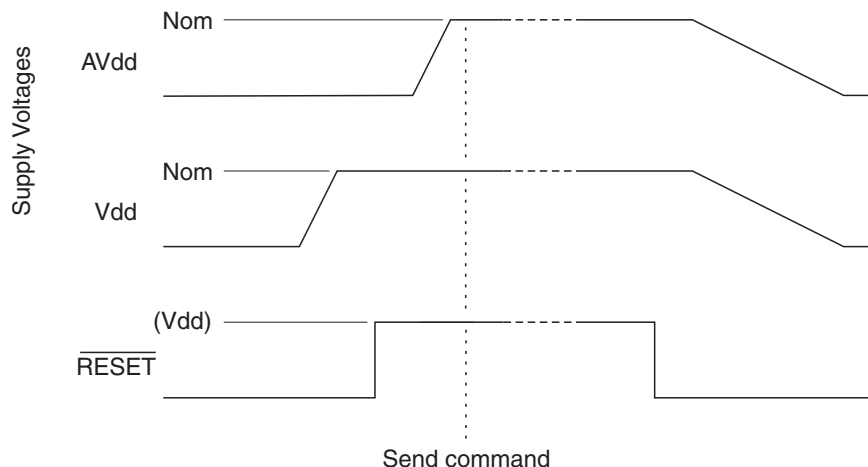 Supply Voltages
Nom
AVdd
Nom
Vdd
(Vdd)
RESET
Send command